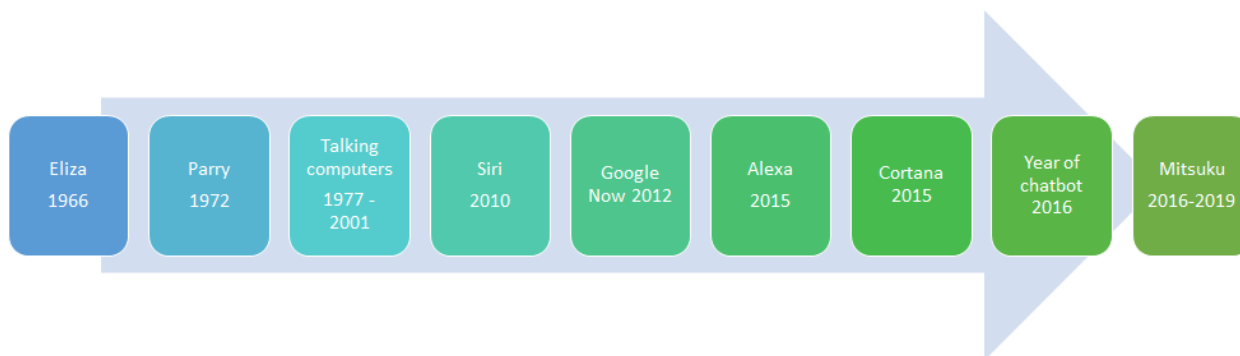 Eliza
1966
Parry
1972
Talking
computers
1977 -
2001
Siri
2010
Google
Now 2012
Alexa
2015
Cortana
2015
Year of
chatbot
2016
Mitsuku
2016-2019